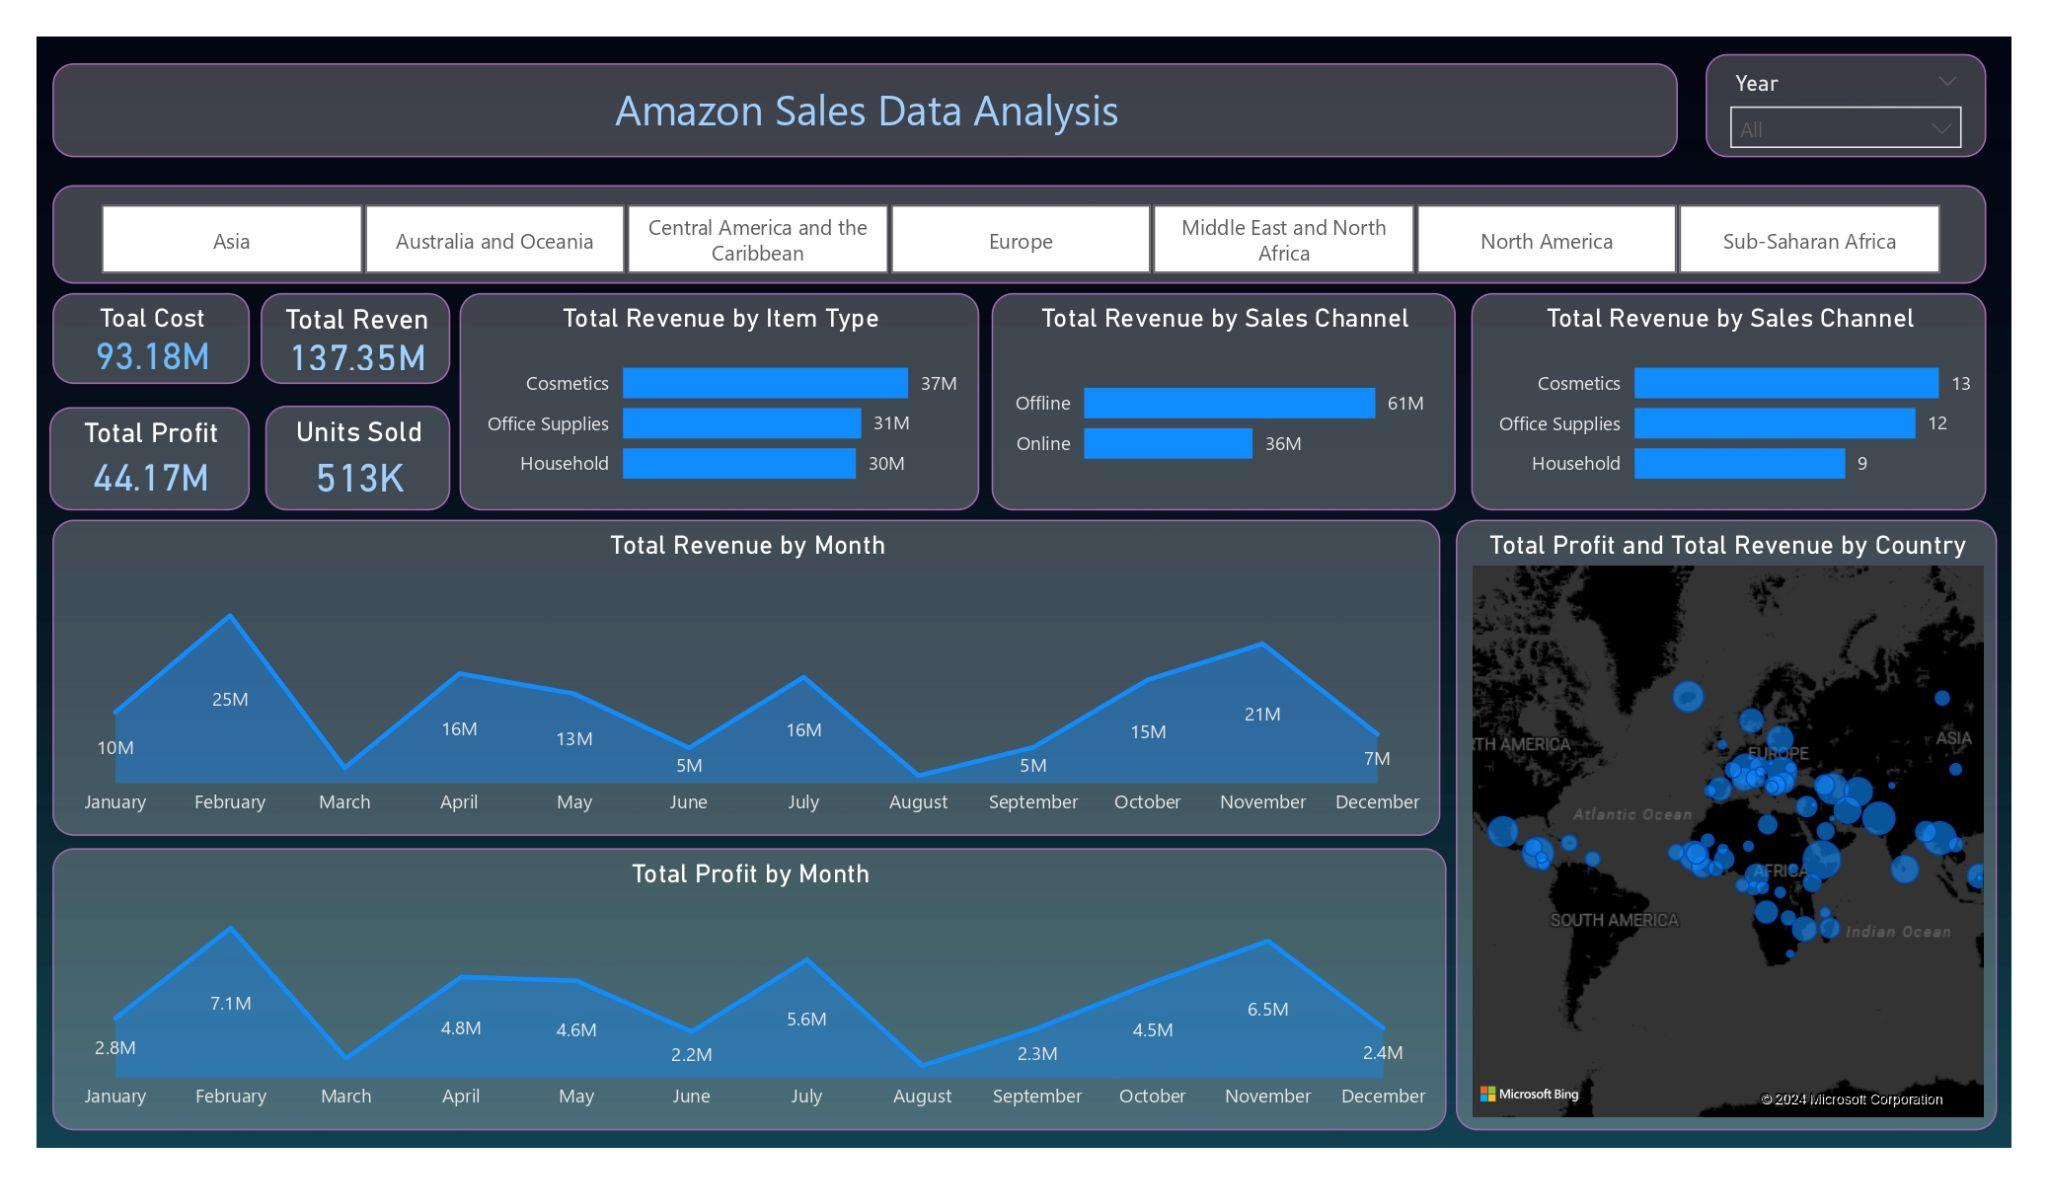 Amazon Sales Data Analysis
Year
All
Asia
Australia and Oceania
Central America and the
Caribbean
Europe
Middle East and North
Africa
North America
Sub-Saharan Africa
Toal Cost
93.18M
Total Reven
137.35M
Total Profit
44.17M
Units Sold
513K
Total Revenue by Item Type
Cosmetics 37M
Office Supplies 31M
Household 30M
Total Revenue by Sales Channel
Offline 61M
Online 36M
Total Revenue by Sales Channel
Cosmetics 13
Office Supplies 12
Household 9
Total Revenue by Month
10M 25M 16M 13M 5M 16M 5M 15M 21M 7M
January February March April May June July August September October November December
Total Profit by Month
2.8M 7.1M 4.8M 4.6M 2.2M 5.6M 2.3M 4.5M 6.5M 2.4M
January February March April May June July August September October November December
Total Profit and Total Revenue by Country
TH AMERICA
EUROPE
ASIA
Atlantic Ocean
AFRICA
SOUTH AMERICA
Indian Ocean
Microsoft Bing
© 2024 Microsoft Corporation